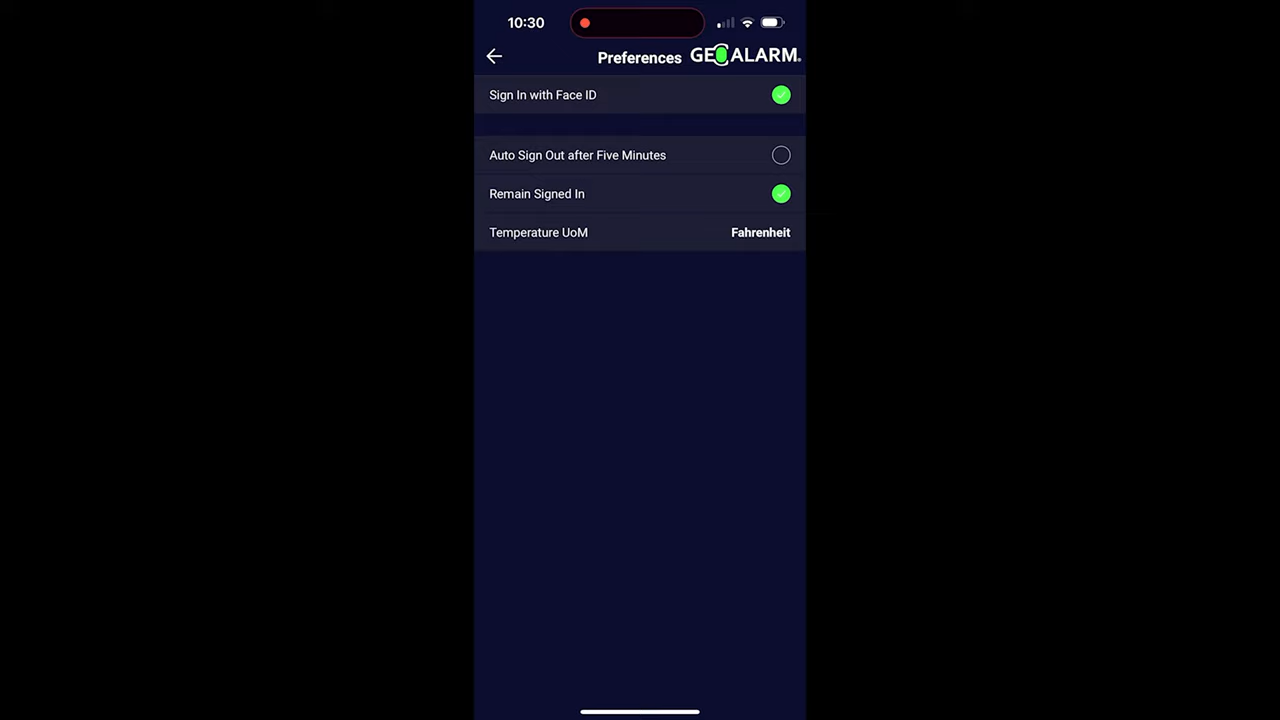 10:30
Preferences GEOALARM®
Sign In with Face ID
Auto Sign Out after Five Minutes
Remain Signed In
Temperature UoM Fahrenheit